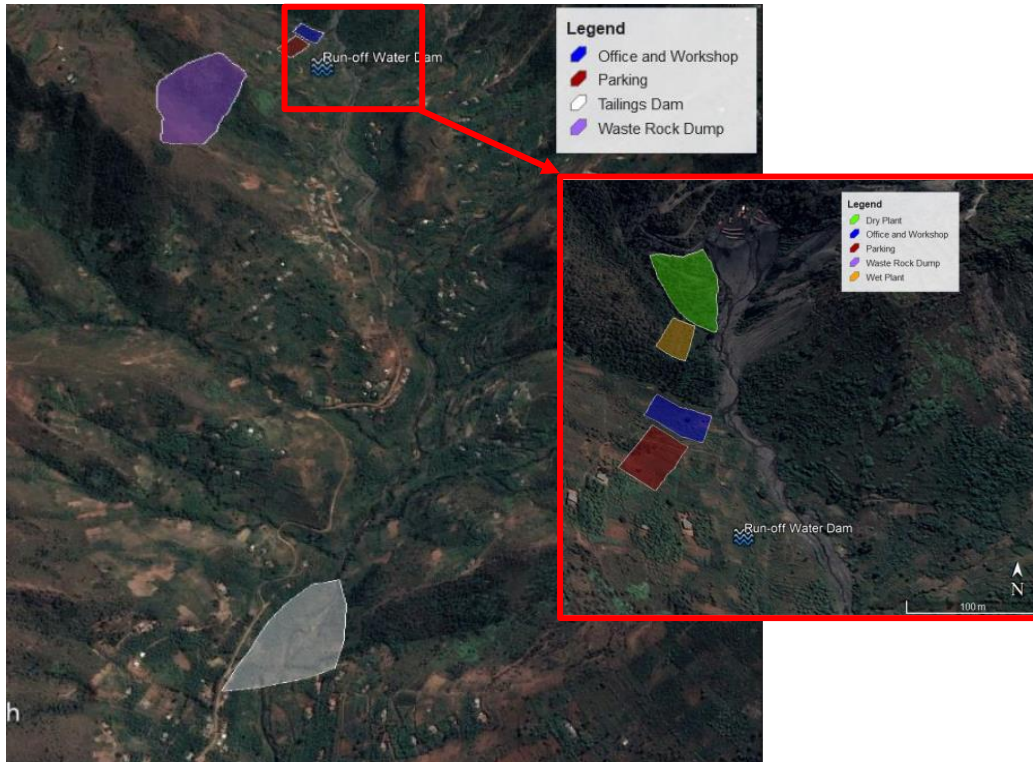 Run-off Water Dam
Legend
Office and Workshop
Parking
Tailings Dam
Waste Rock Dump
Legend
Dry Plant
Office and Workshop
Parking
Waste Rock Dump
Wet Plant
Run-off Water Dam
N
100 m
h